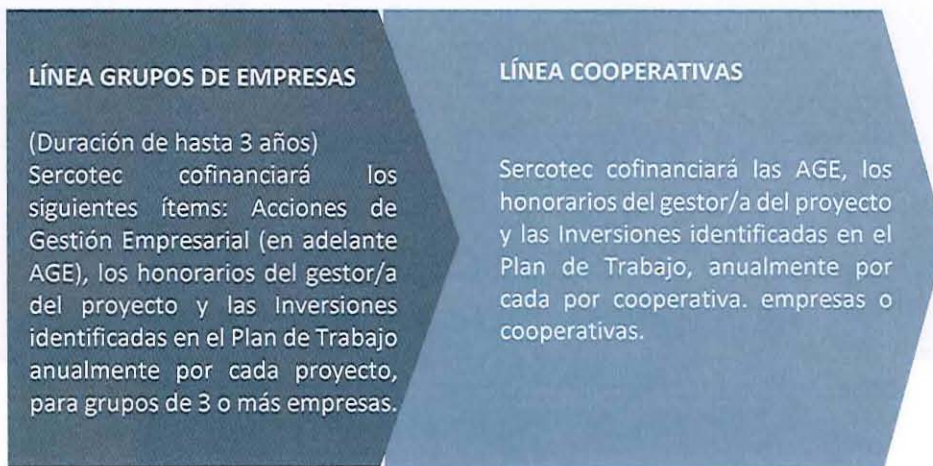 LÍNEA GRUPOS DE EMPRESAS
(Duración de hasta 3 años)
Sercotec cofinanciará los
siguientes ítems: Acciones de
Gestión Empresarial (en adelante
AGE), los honorarios del gestor/a
del proyecto y las Inversiones
identificadas en el Plan de Trabajo
anualmente por cada proyecto,
para grupos de 3 o más empresas.
LÍNEA COOPERATIVAS
Sercotec cofinanciará las AGE, los
honorarios del gestor/a del proyecto
y las Inversiones identificadas en el
Plan de Trabajo, anualmente por
cada por cooperativa. empresas o
cooperativas.